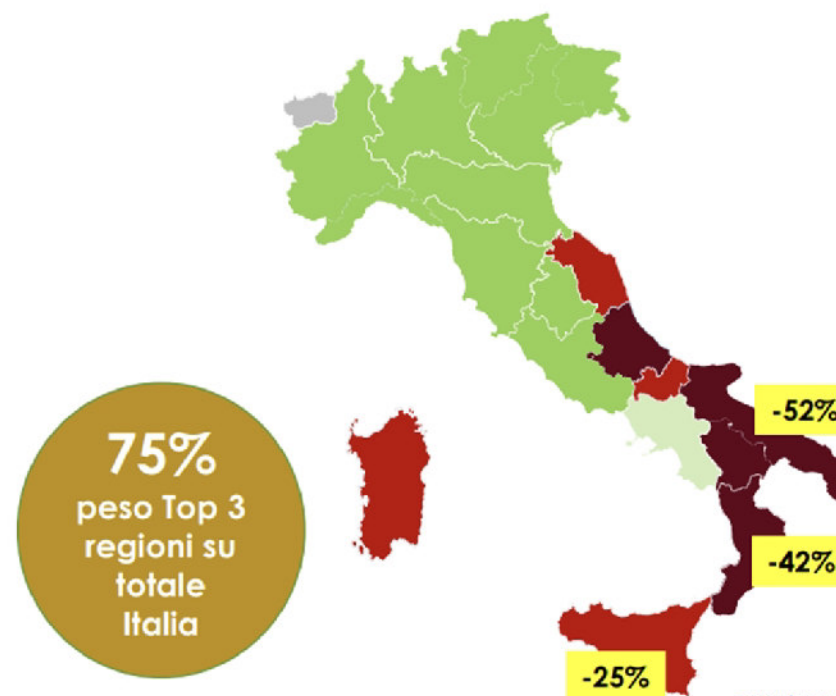 75%
peso Top 3
regioni su
totale
Italia
-52%
-42%
-25%